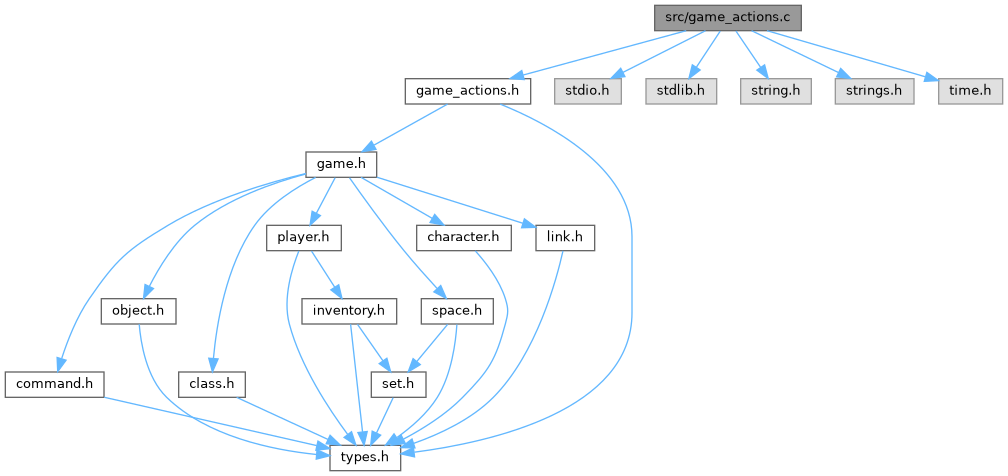 src/game_actions.c
game_actions.h
stdio.h
stdlib.h
string.h
strings.h
time.h
game.h
player.h
character.h
link.h
object.h
inventory.h
space.h
command.h
class.h
set.h
types.h